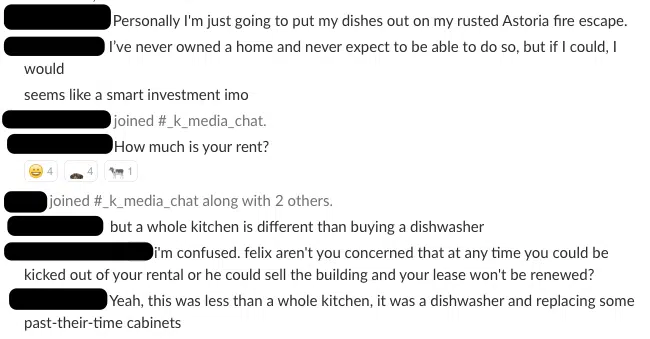 Personally I'm just going to put my dishes out on my rusted Astoria fire escape.
I've never owned a home and never expect to be able to do so, but if I could, I
would
seems like a smart investment imo
joined #_k_media_chat.
How much is your rent?
4 4 1
joined #_k_media_chat along with 2 others.
but a whole kitchen is different than buying a dishwasher
i'm confused. felix aren't you concerned that at any time you could be
kicked out of your rental or he could sell the building and your lease won't be renewed?
Yeah, this was less than a whole kitchen, it was a dishwasher and replacing some
past-their-time cabinets